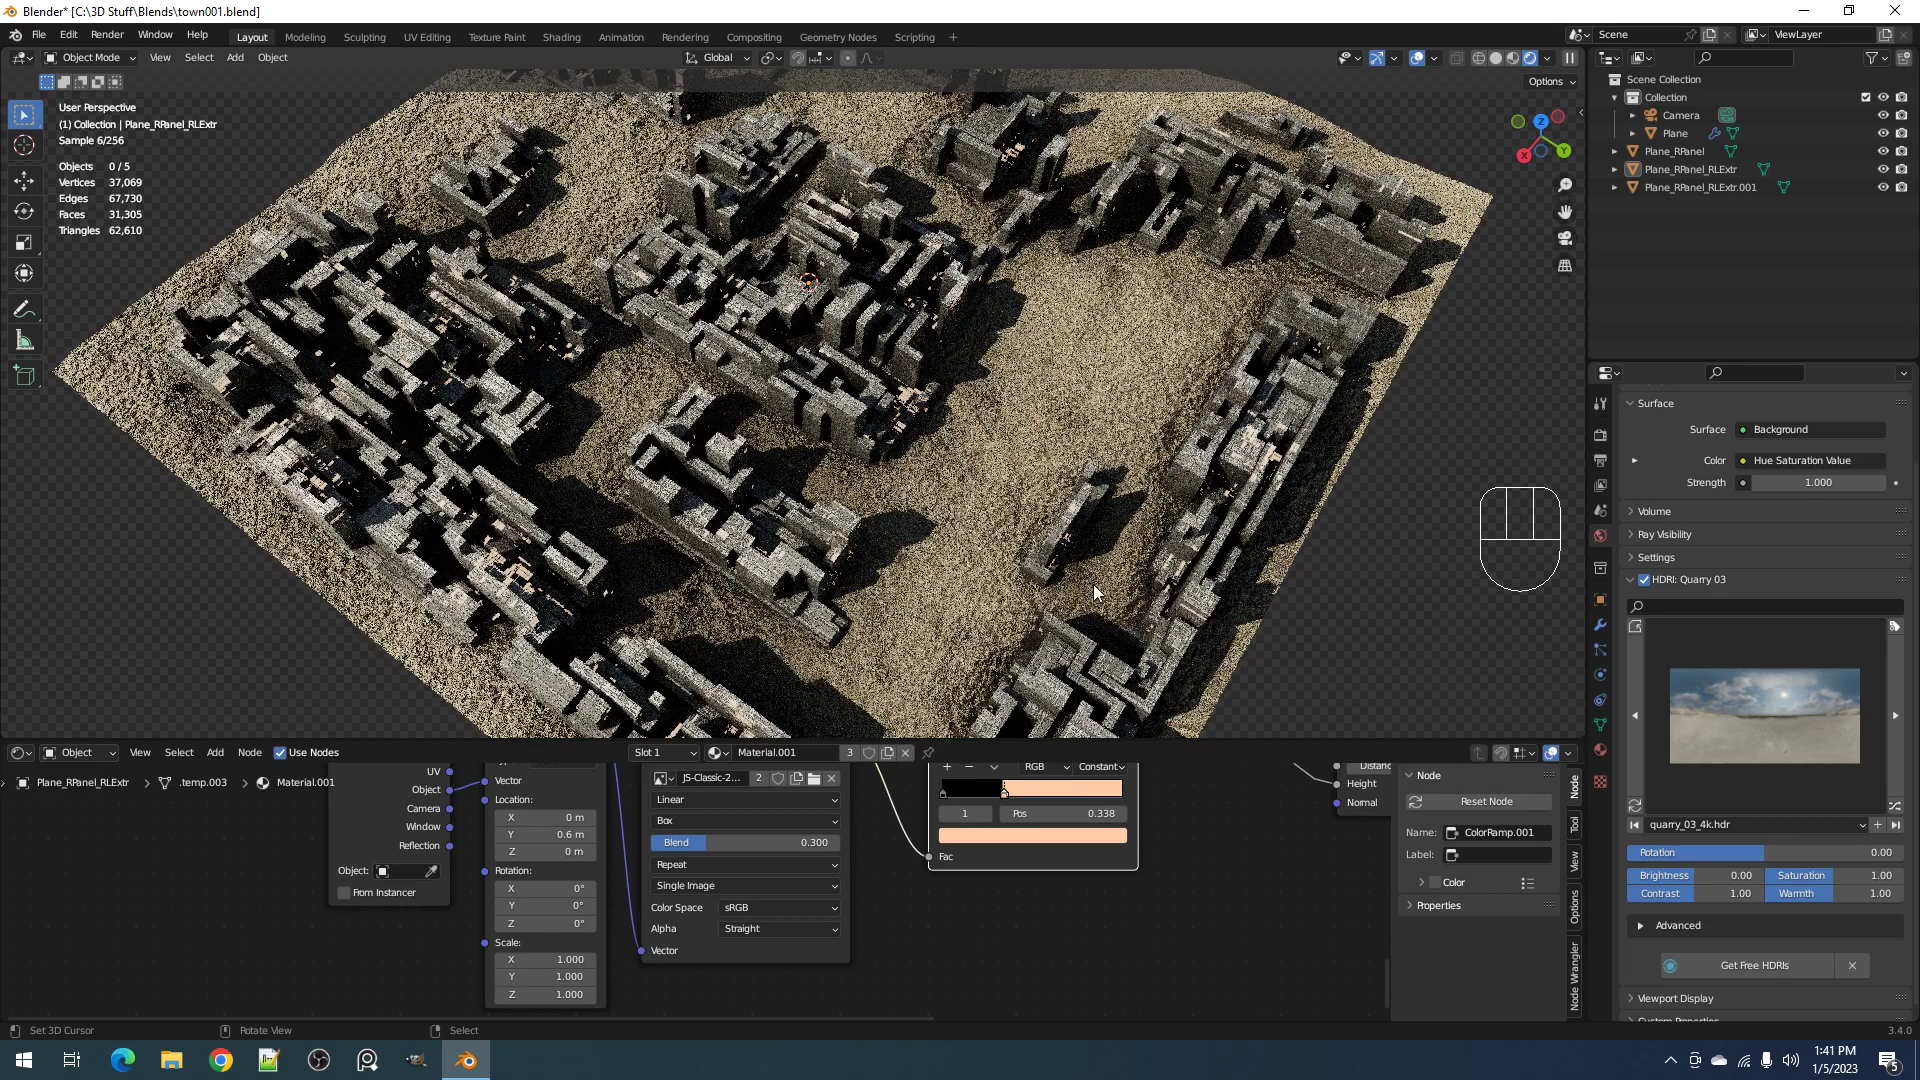 Blender* [C:\3D Stuff\Blends\town001.blend]
File Edit Render Window Help
Layout Modeling Sculpting UV Editing Texture Paint Shading Animation Rendering Compositing Geometry Nodes Scripting +
Scene
ViewLayer
Object Mode View Select Add Object
Global
Options
User Perspective
(1) Collection | Plane_RPanel_RLExtr
Sample 6/256
Objects 0 / 5
Vertices 37,069
Edges 67,730
Faces 31,305
Triangles 62,610
Z
X
Y
Scene Collection
Collection
Camera
Plane
Plane_RPanel
Plane_RPanel_RLExtr
Plane_RPanel_RLExtr.001
Surface
Surface Background
Color Hue Saturation Value
Strength 1.000
Volume
Ray Visibility
Settings
HDRI: Quarry 03
quarry_03_4k.hdr
Rotation 0.00
Brightness 0.00 Saturation 1.00
Contrast 1.00 Warmth 1.00
Advanced
Get Free HDRIs
Viewport Display
Custom Properties
Object View Select Add Node Use Nodes
Slot 1
Material.001 3
Plane_RPanel_RLExtr .temp.003 Material.001
UV
Object
Camera
Window
Reflection
Object:
From Instancer
Vector
Location:
X 0 m
Y 0.6 m
Z 0 m
Rotation:
X 0°
Y 0°
Z 0°
Scale:
X 1.000
Y 1.000
Z 1.000
JS-Classic-2... 2
Linear
Box
Blend 0.300
Repeat
Single Image
Color Space sRGB
Alpha Straight
Vector
+ − RGB Constant
1 Pos 0.338
Fac
Height
Normal
Node
Reset Node
Name: ColorRamp.001
Label:
Color
Properties
Node
Tool
View
Options
Node Wrangler
Set 3D Cursor
Rotate View
Select
3.4.0
1:41 PM
1/5/2023
5